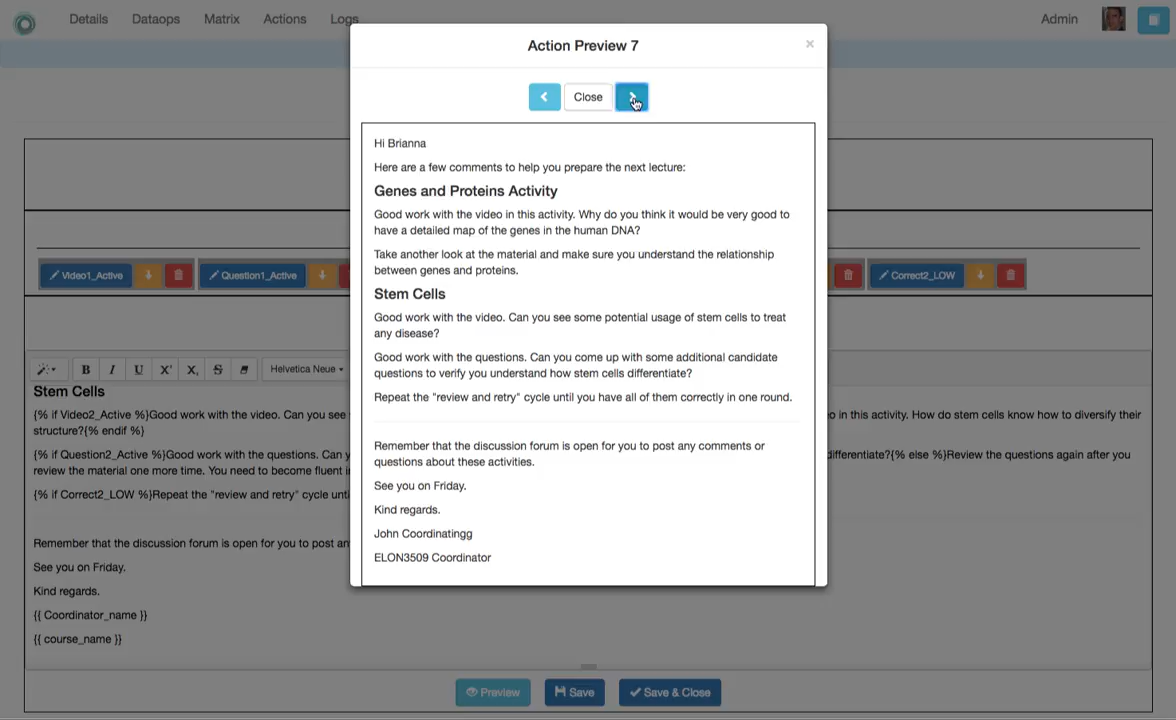 Details Dataops Matrix Actions Logs Admin
Action Preview 7 ×
Close
Hi Brianna
Here are a few comments to help you prepare the next lecture:
Genes and Proteins Activity
Good work with the video in this activity. Why do you think it would be very good to
have a detailed map of the genes in the human DNA?
Take another look at the material and make sure you understand the relationship
between genes and proteins.
Stem Cells
Good work with the video. Can you see some potential usage of stem cells to treat
any disease?
Good work with the questions. Can you come up with some additional candidate
questions to verify you understand how stem cells differentiate?
Repeat the "review and retry" cycle until you have all of them correctly in one round.
Remember that the discussion forum is open for you to post any comments or
questions about these activities.
See you on Friday.
Kind regards.
John Coordinatingg
ELON3509 Coordinator
Video1_Active Question1_Active Correct2_LOW
B I U X' X, S Helvetica Neue
Stem Cells
{% if Video2_Active %}Good work with the video. Can you see o in this activity. How do stem cells know how to diversify their
structure?{% endif %}
{% if Question2_Active %}Good work with the questions. Can y differentiate?{% else %}Review the questions again after you
review the material one more time. You need to become fluent i
{% if Correct2_LOW %}Repeat the "review and retry" cycle unti
Remember that the discussion forum is open for you to post an
See you on Friday.
Kind regards.
{{ Coordinator_name }}
{{ course_name }}
Preview Save Save & Close